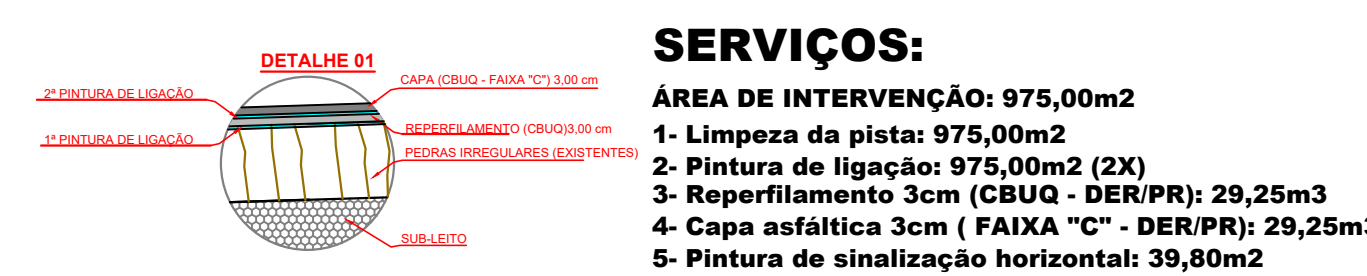 DETALHE 01
CAPA (CBUQ - FAIXA "C") 3,00 cm
2ª PINTURA DE LIGAÇÃO
REPERFILAMENTO (CBUQ)3,00 cm
1ª PINTURA DE LIGAÇÃO
PEDRAS IRREGULARES (EXISTENTES)
SUB-LEITO
SERVIÇOS:
ÁREA DE INTERVENÇÃO: 975,00m2
1- Limpeza da pista: 975,00m2
2- Pintura de ligação: 975,00m2 (2X)
3- Reperfilamento 3cm (CBUQ - DER/PR): 29,25m3
4- Capa asfáltica 3cm ( FAIXA "C" - DER/PR): 29,25m3
5- Pintura de sinalização horizontal: 39,80m2